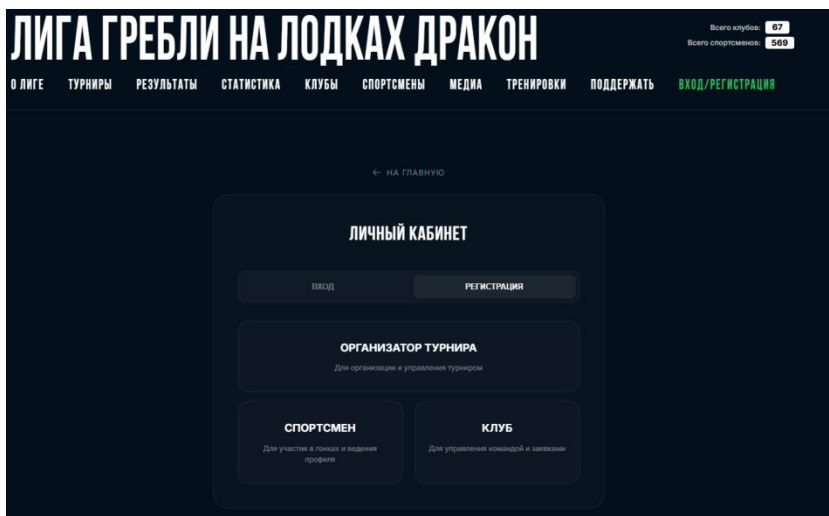 ЛИГА ГРЕБЛИ НА ЛОДКАХ ДРАКОН
Всего клубов: 67
Всего спортсменов: 569
О ЛИГЕ ТУРНИРЫ РЕЗУЛЬТАТЫ СТАТИСТИКА КЛУБЫ СПОРТСМЕНЫ МЕДИА ТРЕНИРОВКИ ПОДДЕРЖАТЬ ВХОД/РЕГИСТРАЦИЯ
← НА ГЛАВНУЮ
ЛИЧНЫЙ КАБИНЕТ
ВХОД РЕГИСТРАЦИЯ
ОРГАНИЗАТОР ТУРНИРА
Для организации и управления турниром
СПОРТСМЕН
Для участия в гонках и ведения
профиля
КЛУБ
Для управления командой и заявками